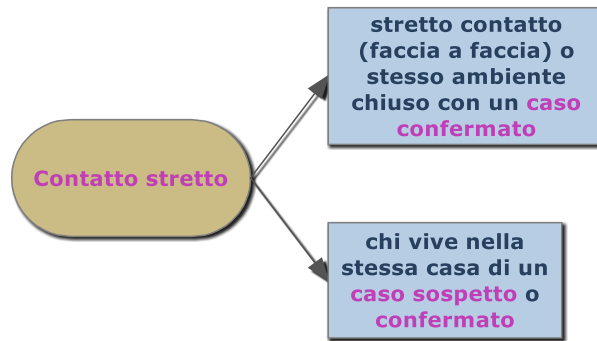 stretto contatto
(faccia a faccia) o
stesso ambiente
chiuso con un caso
confermato
Contatto stretto
chi vive nella
stessa casa di un
caso sospetto o
confermato